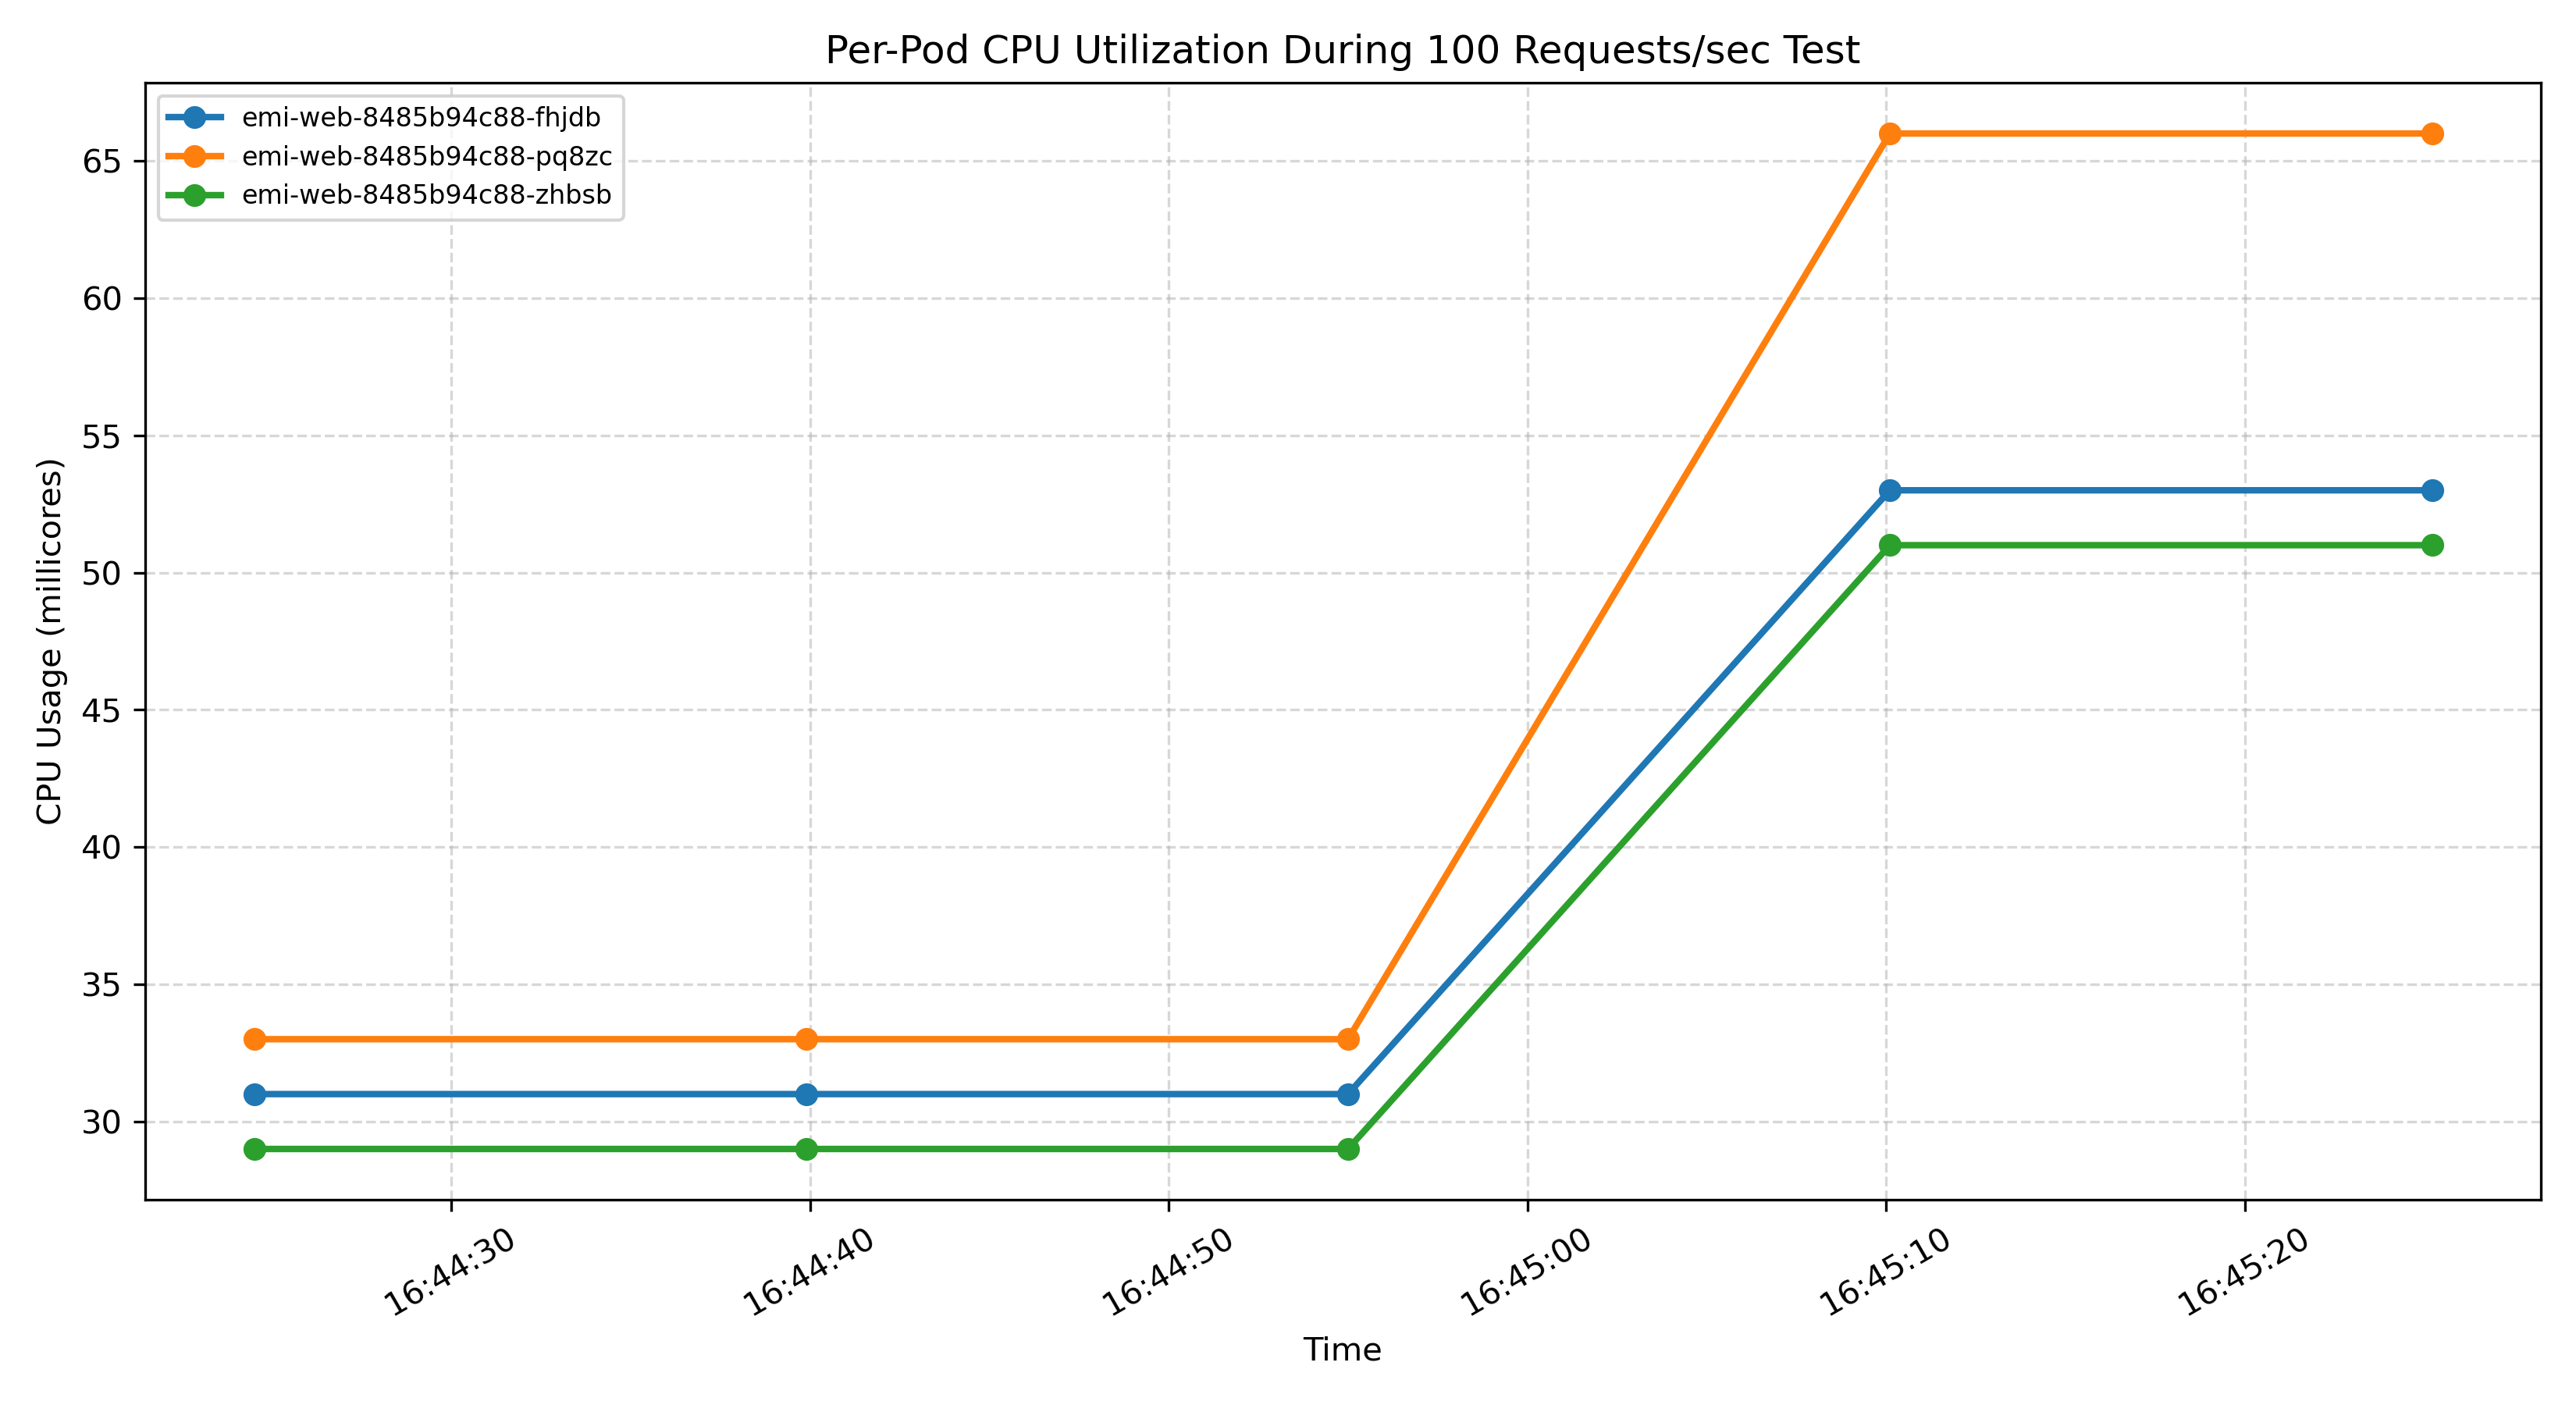 Per-Pod CPU Utilization During 100 Requests/sec Test
emi-web-8485b94c88-fhjdb
emi-web-8485b94c88-pq8zc
emi-web-8485b94c88-zhbsb
CPU Usage (millicores)
65
60
55
50
45
40
35
30
16:44:30
16:44:40
16:44:50
16:45:00
16:45:10
16:45:20
Time